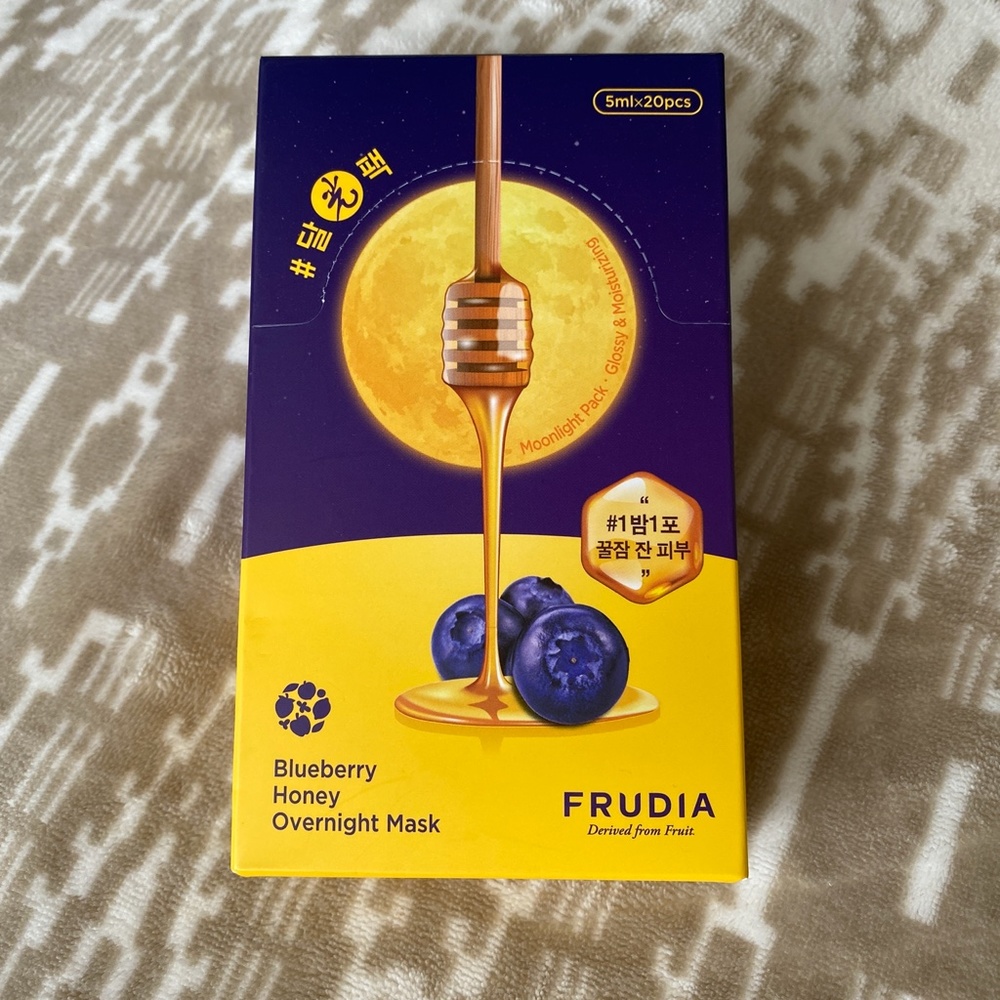 5ml×20pcs
#달빛팩
Moonlight Pack · Glossy & Moisturizing
“
#1밤1포
꿀잠 잔 피부
”
Blueberry
Honey
Overnight Mask
FRUDIA
Derived from Fruit.